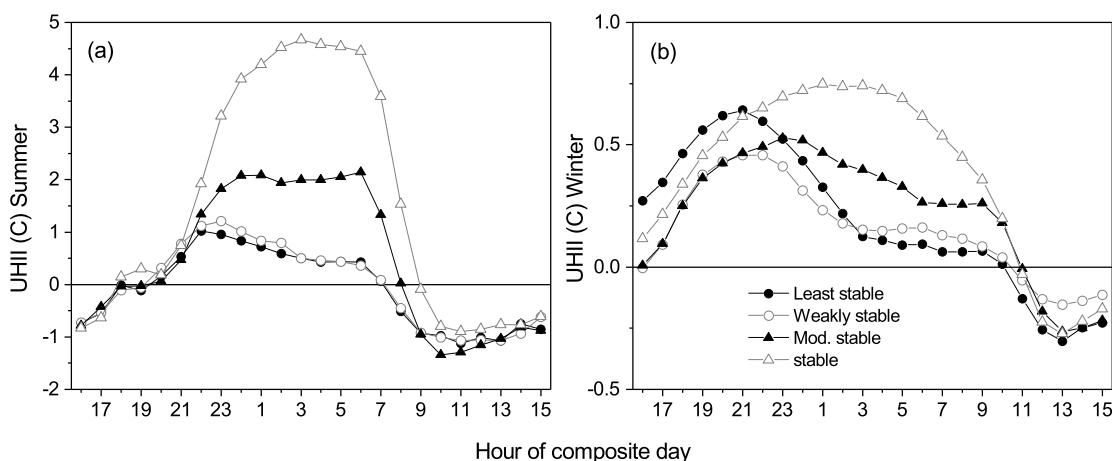 (a)
UHII (C) Summer
5
4
3
2
1
0
-1
-2
17 19 21 23 1 3 5 7 9 11 13 15
(b)
UHII (C) Winter
1.0
0.5
0.0
-0.5
Least stable
Weakly stable
Mod. stable
stable
17 19 21 23 1 3 5 7 9 11 13 15
Hour of composite day